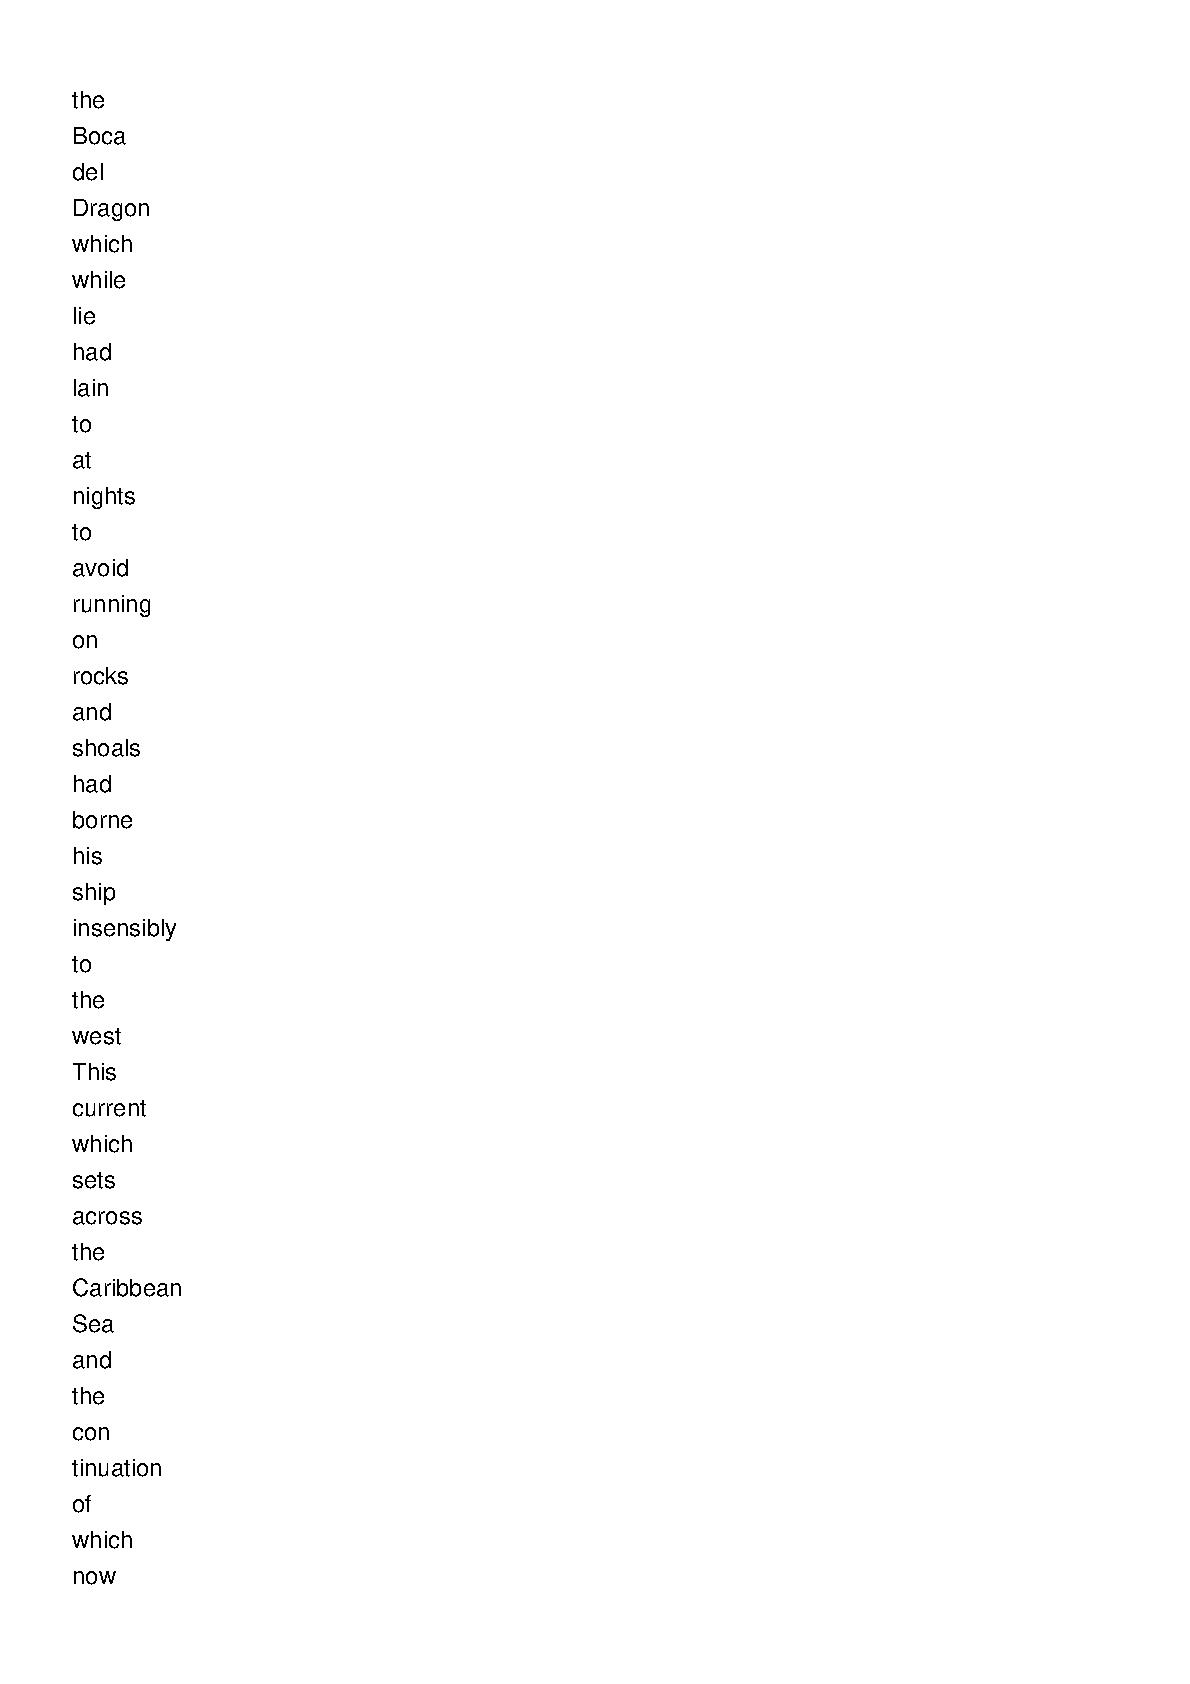 the
Boca
del
Dragon
which
while
lie
had
lain
to
at
nights
to
avoid
running
on
rocks
and
shoals
had
borne
his
ship
insensibly
to
the
west
This
current
which
sets
across
the
Caribbean
Sea
and
the
con
tinuation
of
which
now